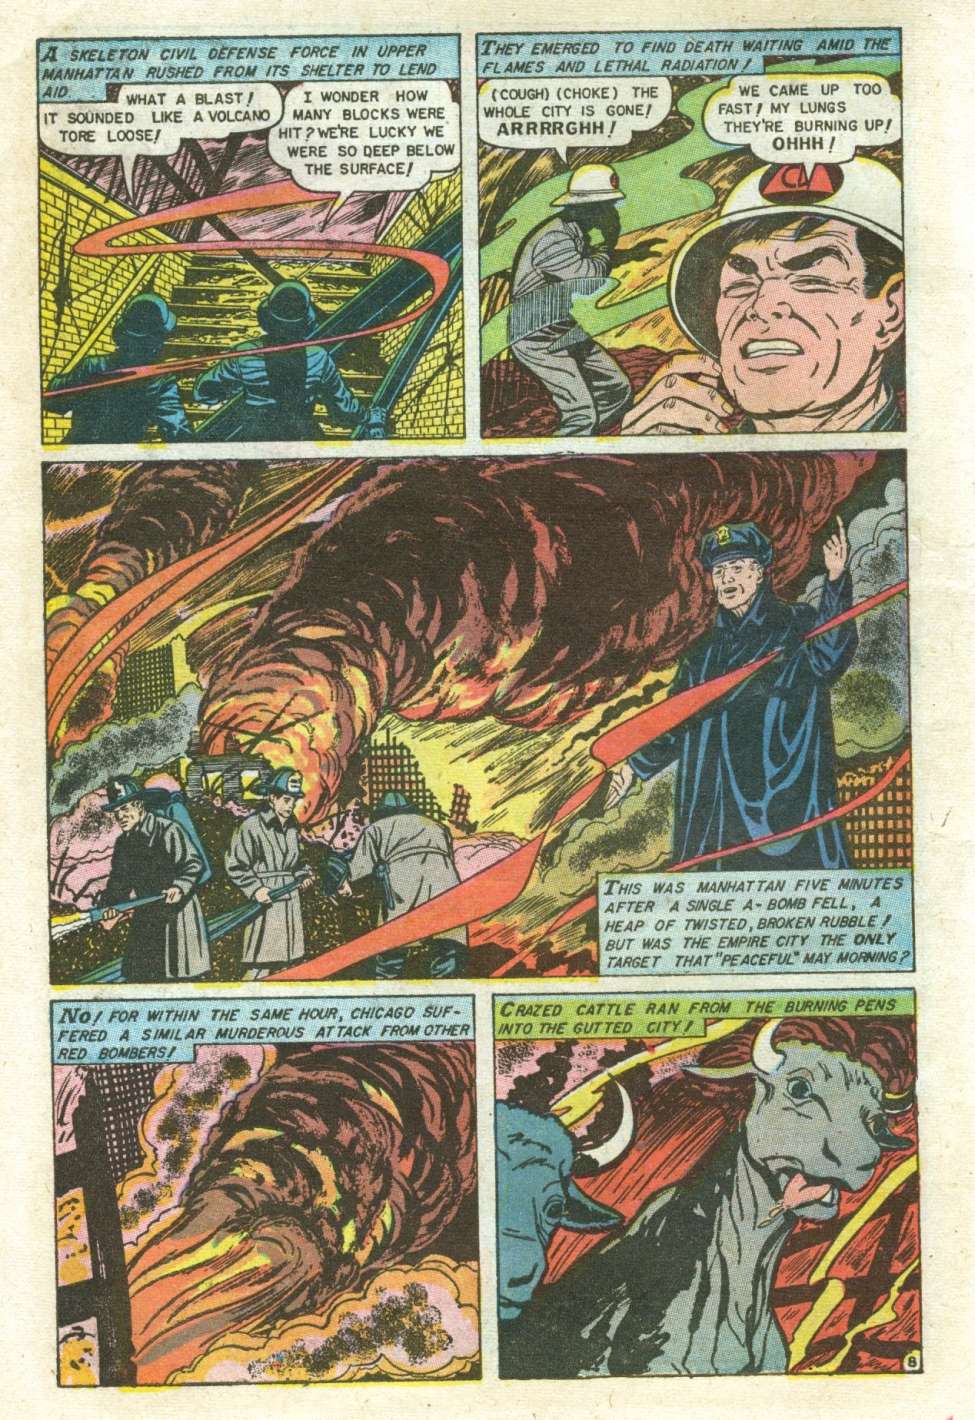 A SKELETON CIVIL DEFENSE FORCE IN UPPER
MANHATTAN RUSHED FROM ITS SHELTER TO LEND
AID.
WHAT A BLAST!
IT SOUNDED LIKE A VOLCANO
TORE LOOSE!
I WONDER HOW
MANY BLOCKS WERE
HIT? WE'RE LUCKY WE
WERE SO DEEP BELOW
THE SURFACE!
THEY EMERGED TO FIND DEATH WAITING AMID THE
FLAMES AND LETHAL RADIATION!
(COUGH) (CHOKE) THE
WHOLE CITY IS GONE!
ARRRRGHH!
WE CAME UP TOO
FAST! MY LUNGS
THEY'RE BURNING UP!
OHHH!
CD
THIS WAS MANHATTAN FIVE MINUTES
AFTER A SINGLE A-BOMB FELL, A
HEAP OF TWISTED, BROKEN RUBBLE!
BUT WAS THE EMPIRE CITY THE ONLY
TARGET THAT "PEACEFUL" MAY MORNING?
NO! FOR WITHIN THE SAME HOUR, CHICAGO SUF-
FERED A SIMILAR MURDEROUS ATTACK FROM OTHER
RED BOMBERS!
CRAZED CATTLE RAN FROM THE BURNING PENS
INTO THE GUTTED CITY!
8